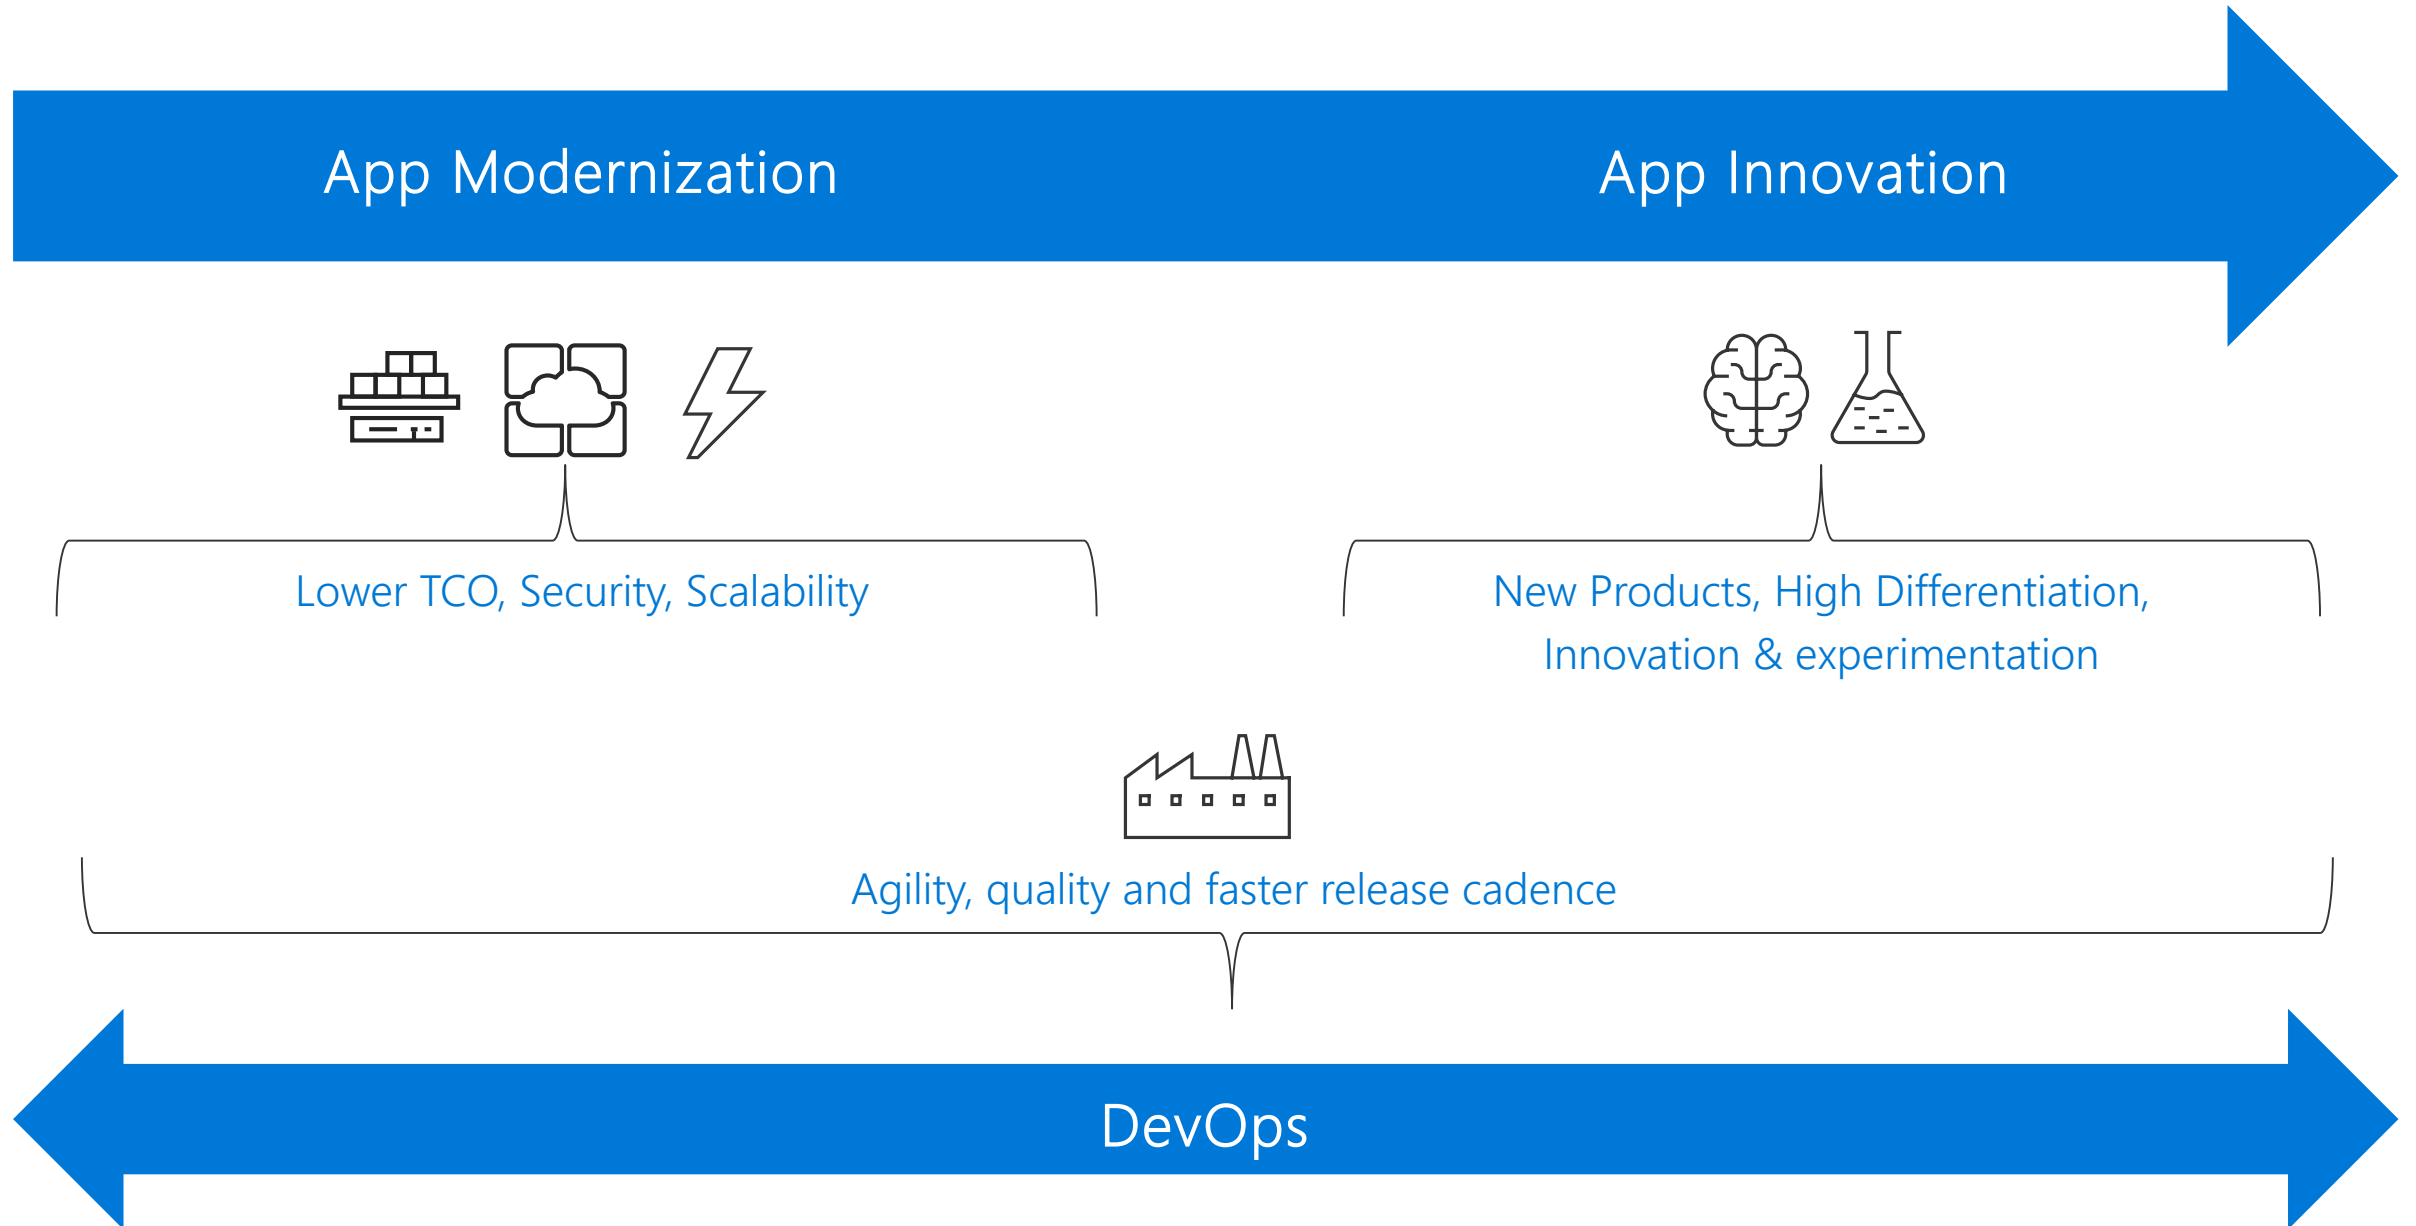 App Modernization
App Innovation
Lower TCO, Security, Scalability
New Products, High Differentiation,
Innovation & experimentation
Agility, quality and faster release cadence
DevOps